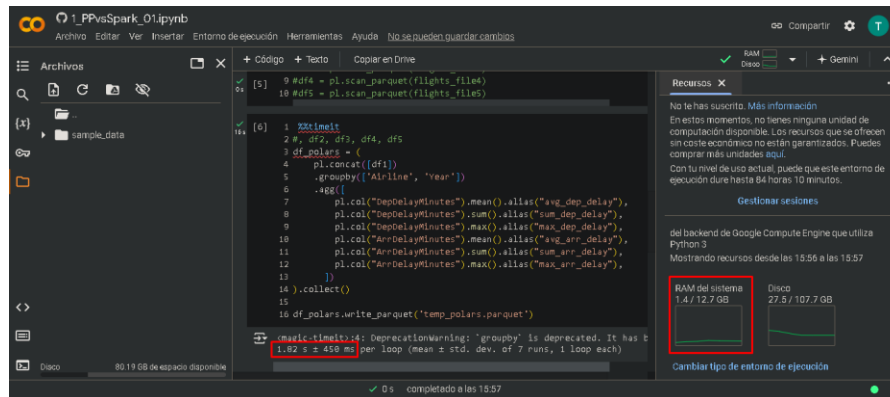 CO 1_PPvsSpark_01.ipynb
Archivo Editar Ver Insertar Entorno de ejecución Herramientas Ayuda No se pueden guardar cambios
Compartir T
Archivos
+ Código + Texto Copiar en Drive
RAM
Disco
+ Gemini
..
sample_data
{x}
<>
Disco 80.19 GB de espacio disponible
0s [5] 9 #df4 = pl.scan_parquet(flights_file4)
10 #df5 = pl.scan_parquet(flights_file5)
[6] 1 %%timeit
2 #, df2, df3, df4, df5
3 df_polars = (
4 pl.concat([df1])
5 .groupby(['Airline', 'Year'])
6 .agg([
7 pl.col("DepDelayMinutes").mean().alias("avg_dep_delay"),
8 pl.col("DepDelayMinutes").sum().alias("sum_dep_delay"),
9 pl.col("DepDelayMinutes").max().alias("max_dep_delay"),
10 pl.col("ArrDelayMinutes").mean().alias("avg_arr_delay"),
11 pl.col("ArrDelayMinutes").sum().alias("sum_arr_delay"),
12 pl.col("ArrDelayMinutes").max().alias("max_arr_delay"),
13 ])
14 ).collect()
15
16 df_polars.write_parquet('temp_polars.parquet')
<magic-timeit>:4: DeprecationWarning: `groupby` is deprecated. It has b
1.02 s ± 450 ms per loop (mean ± std. dev. of 7 runs, 1 loop each)
Recursos X
No te has suscrito. Más información
En estos momentos, no tienes ninguna unidad de
computación disponible. Los recursos que se ofrecen
sin coste económico no están garantizados. Puedes
comprar más unidades aquí.
Con tu nivel de uso actual, puede que este entorno de
ejecución dure hasta 84 horas 10 minutos.
Gestionar sesiones
del backend de Google Compute Engine que utiliza
Python 3
Mostrando recursos desde las 15:56 a las 15:57
RAM del sistema
1.4 / 12.7 GB
Disco
27.5 / 107.7 GB
Cambiar tipo de entorno de ejecución
0 s completado a las 15:57